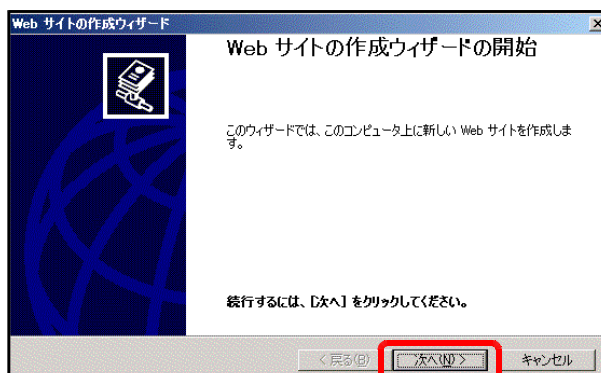 Web サイトの作成ウィザード
Web サイトの作成ウィザードの開始
このウィザードでは、このコンピュータ上に新しい Web サイトを作成しま
す。
続行するには、[次へ] をクリックしてください。
< 戻る(B) 次へ(N) > キャンセル